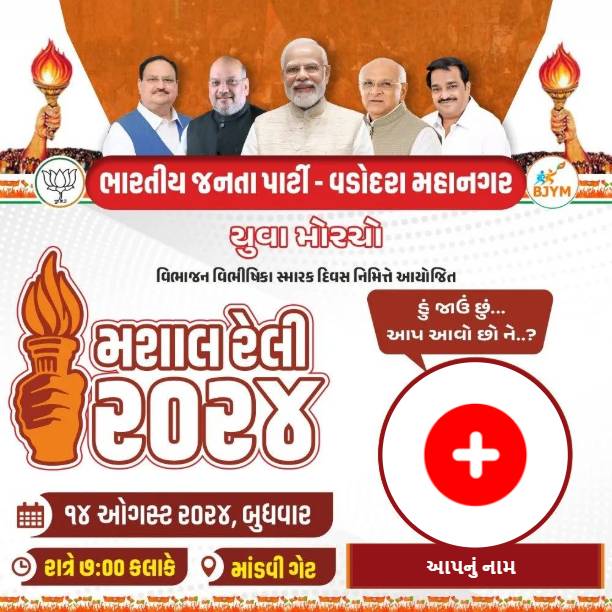 ભારતીય જનતા પાર્ટી - વડોદરા મહાનગર
BJYM
યુવા મોરચો
વિભાજન વિભીષિકા સ્મારક દિવસ નિમિત્તે આયોજિત
મશાલ રેલી
૨૦૨૪
હું જાઉં છું...
આપ આવો છો ને..?
૧૪ ઓગસ્ટ ૨૦૨૪, બુધવાર
રાત્રે ૭:00 કલાકે
માંડવી ગેટ
આપનું નામ